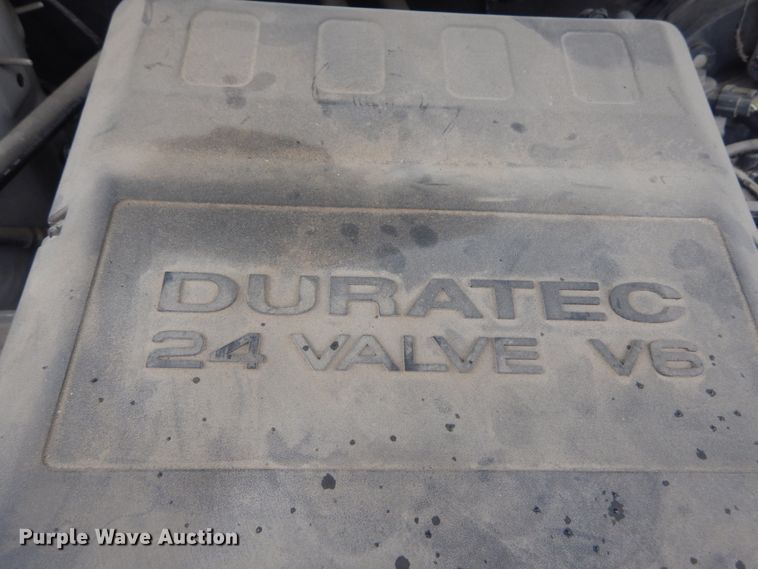 DURATEC
24 VALVE V6
Purple Wave Auction